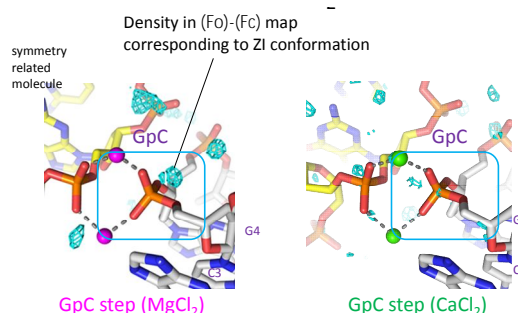 Density in (Fo)-(Fc) map
corresponding to ZI conformation
symmetry
related
molecule
GpC
GpC
G4
C3
G
C
GpC step (MgCl₂)
GpC step (CaCl₂)